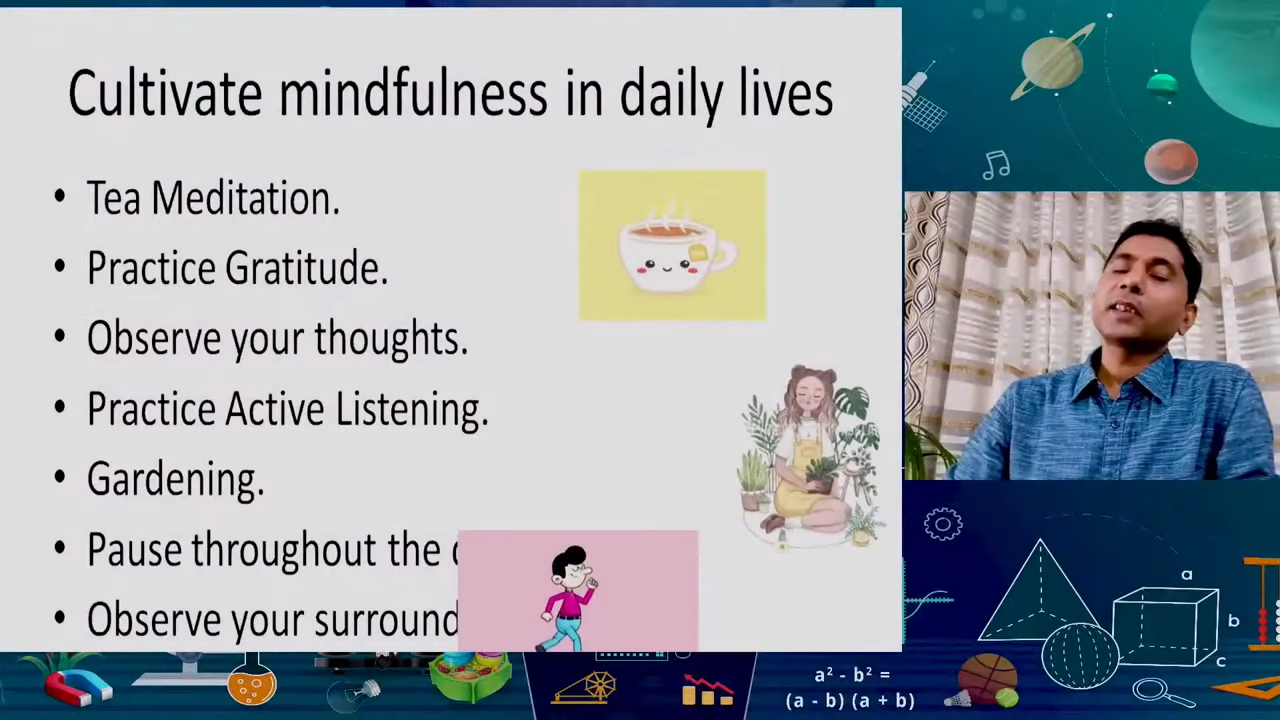 Cultivate mindfulness in daily lives
• Tea Meditation.
• Practice Gratitude.
• Observe your thoughts.
• Practice Active Listening.
• Gardening.
• Pause throughout the
• Observe your surround
a
b
c
a² - b² =
(a - b) (a + b)